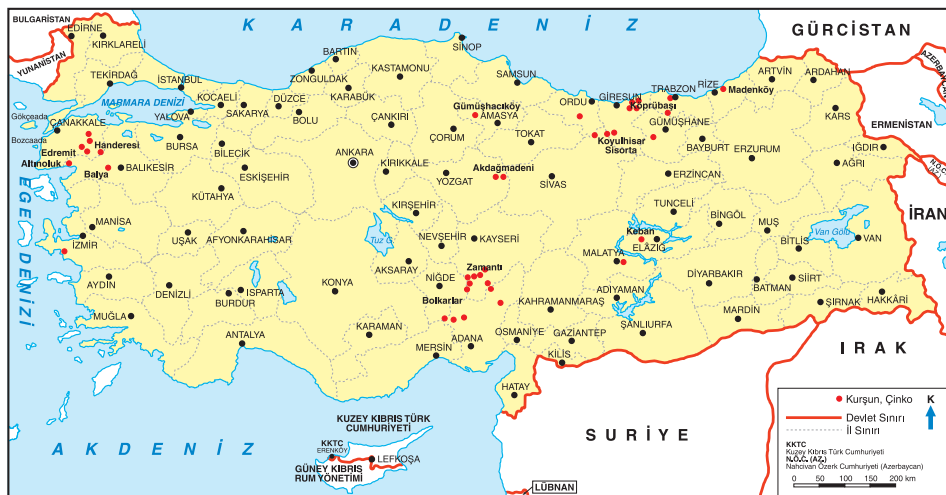 K A R A D E N İ Z
BULGARİSTAN
YUNANİSTAN
GÜRCİSTAN
AZERBA
ERMENİSTAN
N.Ö.C.
(AZ.)
İRAN
I R A K
S U R İ Y E
LÜBNAN
EGE DENİZİ
A K D E N İ Z
MARMARA DENİZİ
Gökçeada
Bozcaada
EDİRNE
KIRKLARELİ
TEKİRDAĞ
İSTANBUL
KOCAELİ
YALOVA
SAKARYA
DÜZCE
BOLU
ZONGULDAK
BARTIN
KARABÜK
KASTAMONU
SİNOP
SAMSUN
ÇANKIRI
ÇORUM
Gümüşhacıköy
AMASYA
TOKAT
ORDU
GİRESUN
Köprübaşı
TRABZON
RİZE
Madenköy
ARTVİN
ARDAHAN
KARS
IĞDIR
AĞRI
GÜMÜŞHANE
BAYBURT
ERZURUM
Koyulhisar
Sisorta
ERZİNCAN
ÇANAKKALE
Handeresi
Edremit
Altınoluk
Balya
BALIKESİR
BURSA
BİLECİK
ESKİŞEHİR
KÜTAHYA
ANKARA
KIRIKKALE
YOZGAT
Akdağmadeni
SİVAS
KIRŞEHİR
TUNCELİ
BİNGÖL
MUŞ
BİTLİS
Van Gölü
VAN
MANİSA
İZMİR
UŞAK
AFYONKARAHİSAR
Tuz G.
NEVŞEHİR
KAYSERİ
AKSARAY
NİĞDE
Zamantı
Bolkarlar
MALATYA
Keban
ELAZIĞ
DİYARBAKIR
BATMAN
SİİRT
ŞIRNAK
HAKKÂRİ
MARDİN
ADIYAMAN
KAHRAMANMARAŞ
ŞANLIURFA
GAZİANTEP
KİLİS
OSMANİYE
ADANA
MERSİN
HATAY
KARAMAN
KONYA
ISPARTA
BURDUR
DENİZLİ
AYDIN
MUĞLA
ANTALYA
KUZEY KIBRIS TÜRK
CUMHURİYETİ
KKTC
ERENKÖY
LEFKOŞA
GÜNEY KIBRIS
RUM YÖNETİMİ
Kurşun, Çinko
K
Devlet Sınırı
İl Sınırı
KKTC
Kuzey Kıbrıs Türk Cumhuriyeti
N.Ö.C. (AZ.)
Nahcivan Özerk Cumhuriyeti (Azerbaycan)
0 50 100 150 200 km